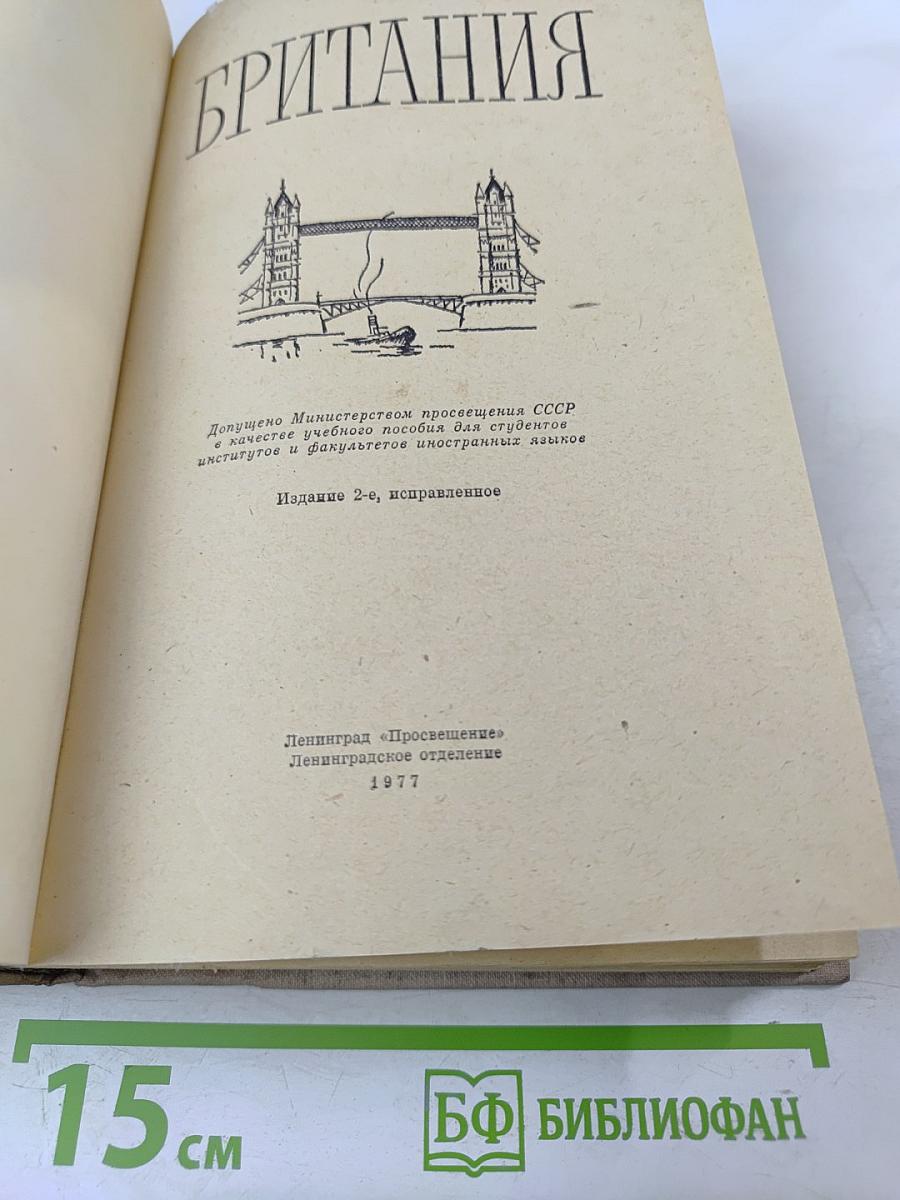 БРИТАНИЯ
Допущено Министерством просвещения СССР
в качестве учебного пособия для студентов
институтов и факультетов иностранных языков
Издание 2-е, исправленное
Ленинград «Просвещение»
Ленинградское отделение
1977
15 см
БФ БИБЛИОФАН